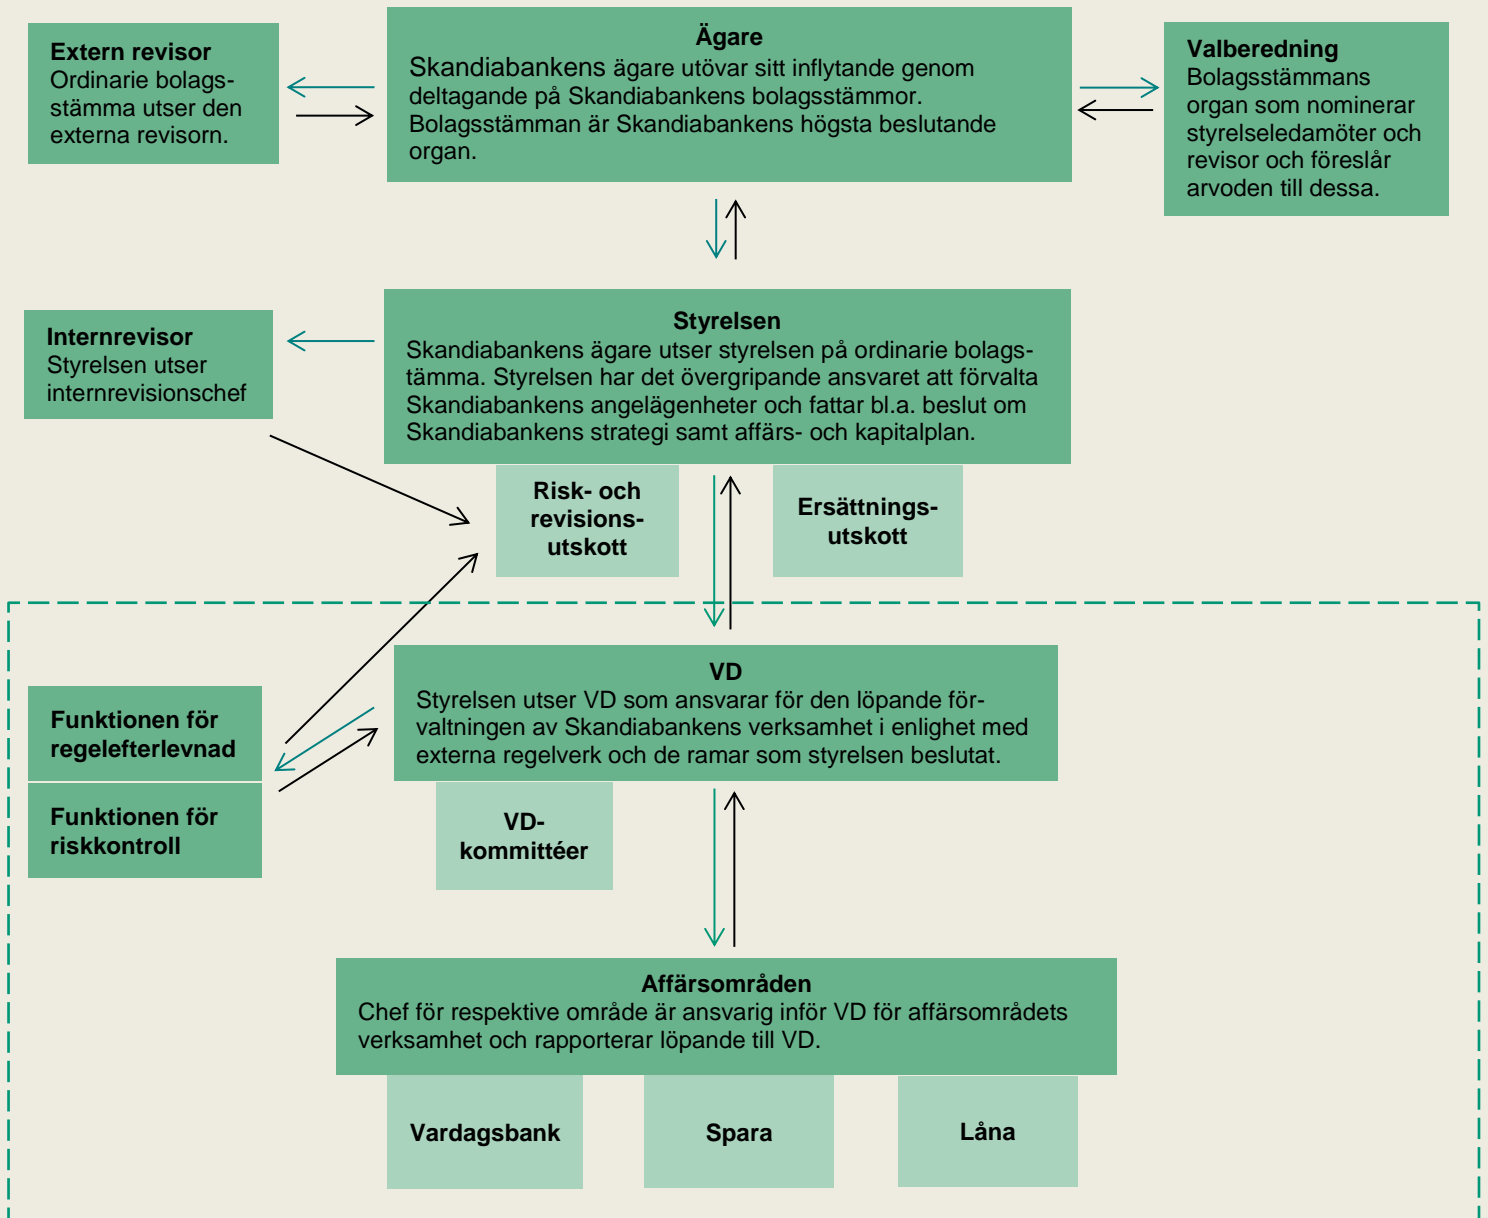 Extern revisor
Ordinarie bolags-
stämma utser den
externa revisorn.
Ägare
Skandiabankens ägare utövar sitt inflytande genom
deltagande på Skandiabankens bolagsstämmor.
Bolagsstämman är Skandiabankens högsta beslutande
organ.
Valberedning
Bolagsstämmans
organ som nominerar
styrelseledamöter och
revisor och föreslår
arvoden till dessa.
Internrevisor
Styrelsen utser
internrevisionschef
Styrelsen
Skandiabankens ägare utser styrelsen på ordinarie bolags-
tämma. Styrelsen har det övergripande ansvaret att förvalta
Skandiabankens angelägenheter och fattar bl.a. beslut om
Skandiabankens strategi samt affärs- och kapitalplan.
Risk- och
revisions-
utskott
Ersättnings-
utskott
Funktionen för
regelefterlevnad
Funktionen för
riskkontroll
VD
Styrelsen utser VD som ansvarar för den löpande för-
valtningen av Skandiabankens verksamhet i enlighet med
externa regelverk och de ramar som styrelsen beslutat.
VD-
kommittéer
Affärsområden
Chef för respektive område är ansvarig inför VD för affärsområdets
verksamhet och rapporterar löpande till VD.
Vardagsbank
Spara
Låna